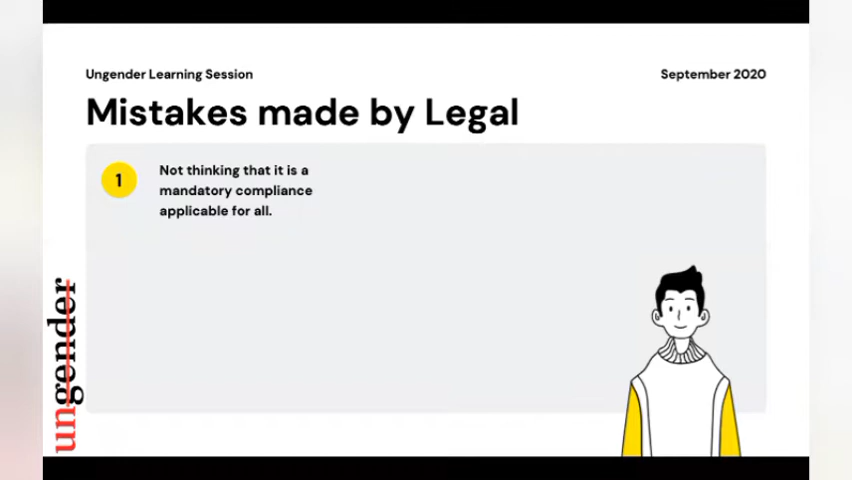 Ungender Learning Session
September 2020
Mistakes made by Legal
1
Not thinking that it is a
mandatory compliance
applicable for all.
ungender